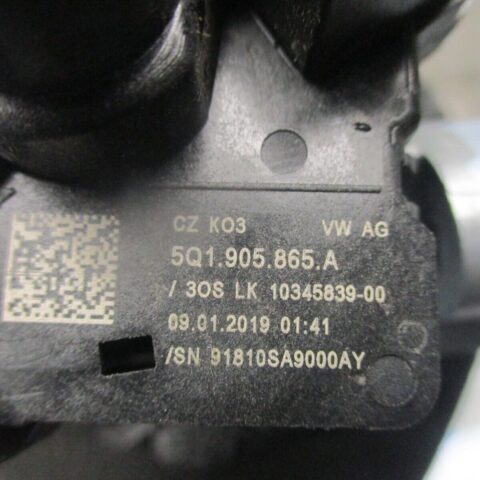 CZ KO3 VW AG
5Q1.905.865.A
/ 3OS LK 10345839-00
09.01.2019 01:41
/SN 91810SA9000AY